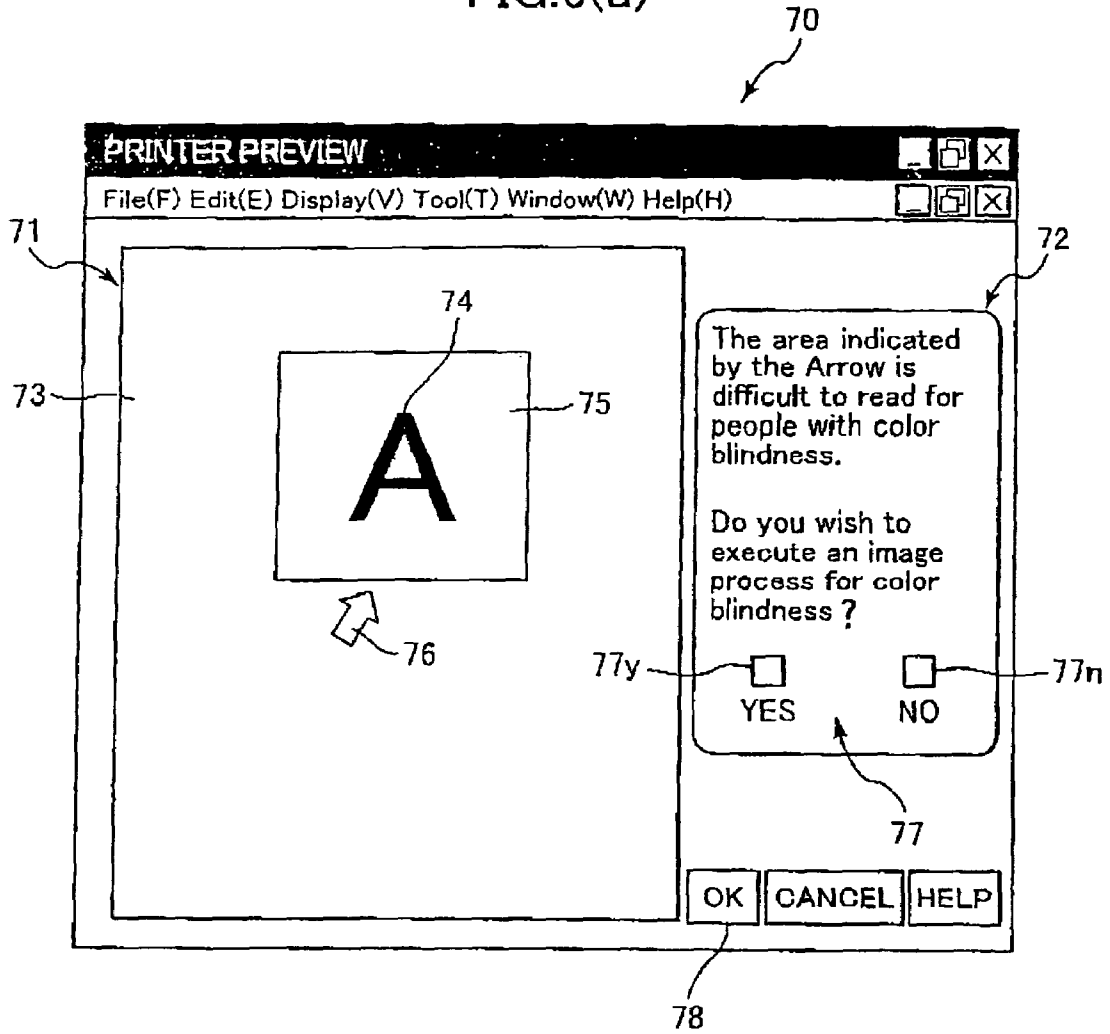 70
PRINTER PREVIEW
File(F) Edit(E) Display(V) Tool(T) Window(W) Help(H)
71
72
74
73
75
A
The area indicated
by the Arrow is
difficult to read for
people with color
blindness.
Do you wish to
execute an image
process for color
blindness ?
76
77y
77n
YES
NO
77
OK
CANCEL
HELP
78